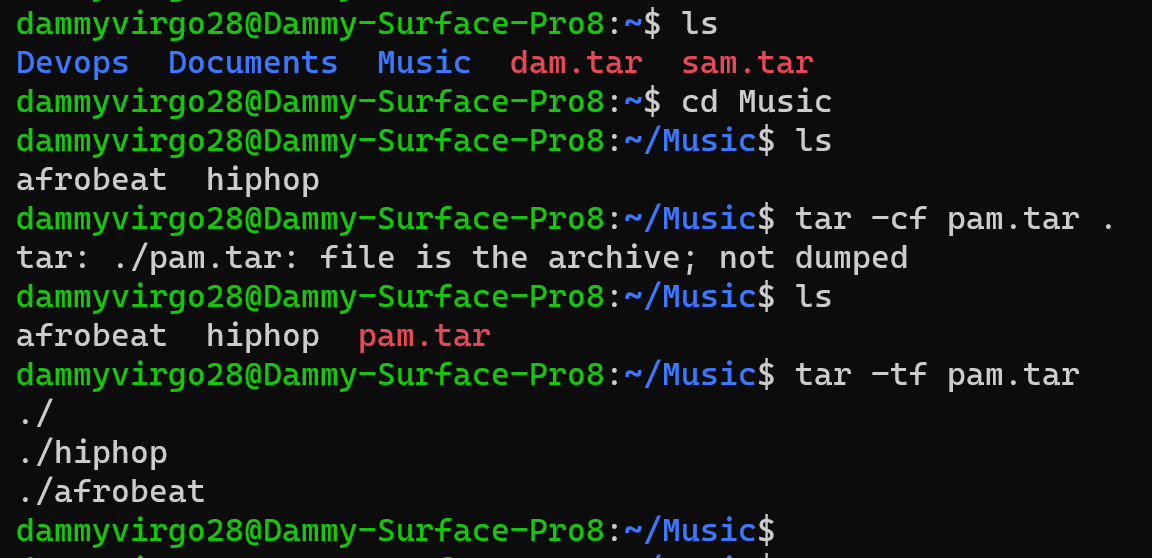 dammyvirgo28@Dammy-Surface-Pro8:~$ ls
Devops  Documents  Music  dam.tar  sam.tar
dammyvirgo28@Dammy-Surface-Pro8:~$ cd Music
dammyvirgo28@Dammy-Surface-Pro8:~/Music$ ls
afrobeat  hiphop
dammyvirgo28@Dammy-Surface-Pro8:~/Music$ tar -cf pam.tar .
tar: ./pam.tar: file is the archive; not dumped
dammyvirgo28@Dammy-Surface-Pro8:~/Music$ ls
afrobeat  hiphop  pam.tar
dammyvirgo28@Dammy-Surface-Pro8:~/Music$ tar -tf pam.tar
./
./hiphop
./afrobeat
dammyvirgo28@Dammy-Surface-Pro8:~/Music$